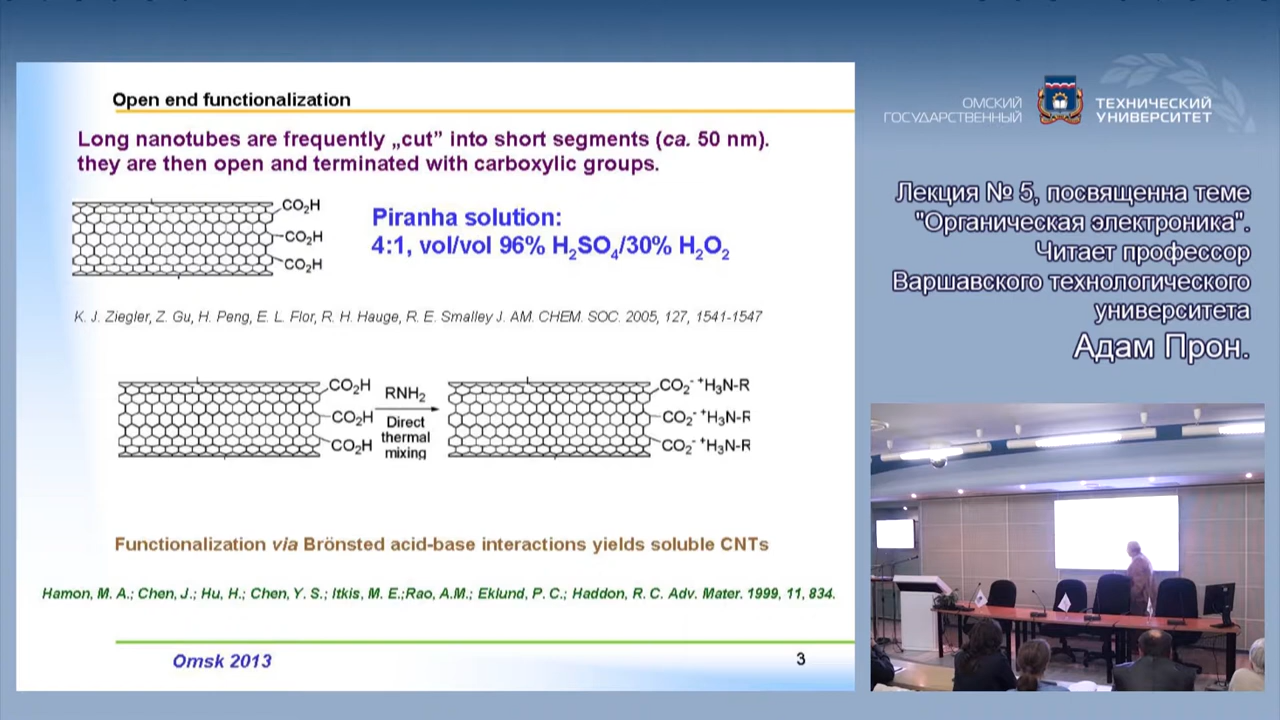 Open end functionalization
Long nanotubes are frequently „cut” into short segments (ca. 50 nm).
they are then open and terminated with carboxylic groups.
CO₂H
CO₂H
CO₂H
Piranha solution:
4:1, vol/vol 96% H₂SO₄/30% H₂O₂
K. J. Ziegler, Z. Gu, H. Peng, E. L. Flor, R. H. Hauge, R. E. Smalley J. AM. CHEM. SOC. 2005, 127, 1541-1547
CO₂H
CO₂H
CO₂H
RNH₂
Direct
thermal
mixing
CO₂⁻ ⁺H₃N-R
CO₂⁻ ⁺H₃N-R
CO₂⁻ ⁺H₃N-R
Functionalization via Brönsted acid-base interactions yields soluble CNTs
Hamon, M. A.; Chen, J.; Hu, H.; Chen, Y. S.; Itkis, M. E.;Rao, A.M.; Eklund, P. C.; Haddon, R. C. Adv. Mater. 1999, 11, 834.
Omsk 2013
3
ОМСКИЙ
ГОСУДАРСТВЕННЫЙ
ТЕХНИЧЕСКИЙ
УНИВЕРСИТЕТ
Лекция № 5, посвященна теме
"Органическая электроника".
Читает профессор
Варшавского технологического
университета
Адам Прон.